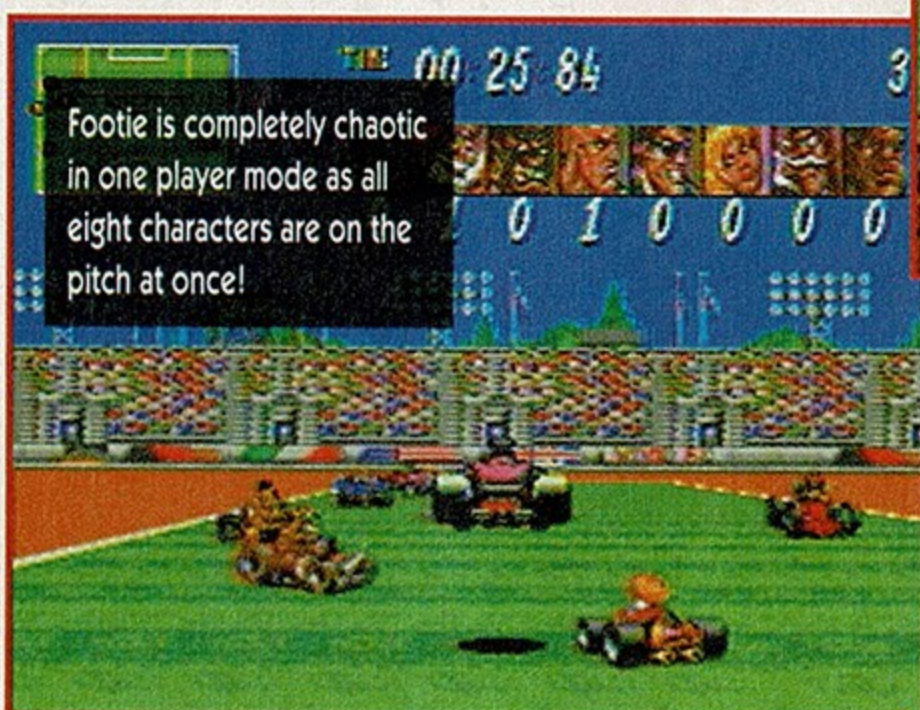 00 25 84
3
Footie is completely chaotic
in one player mode as all
eight characters are on the
pitch at once!
0 1 0 0 0 0